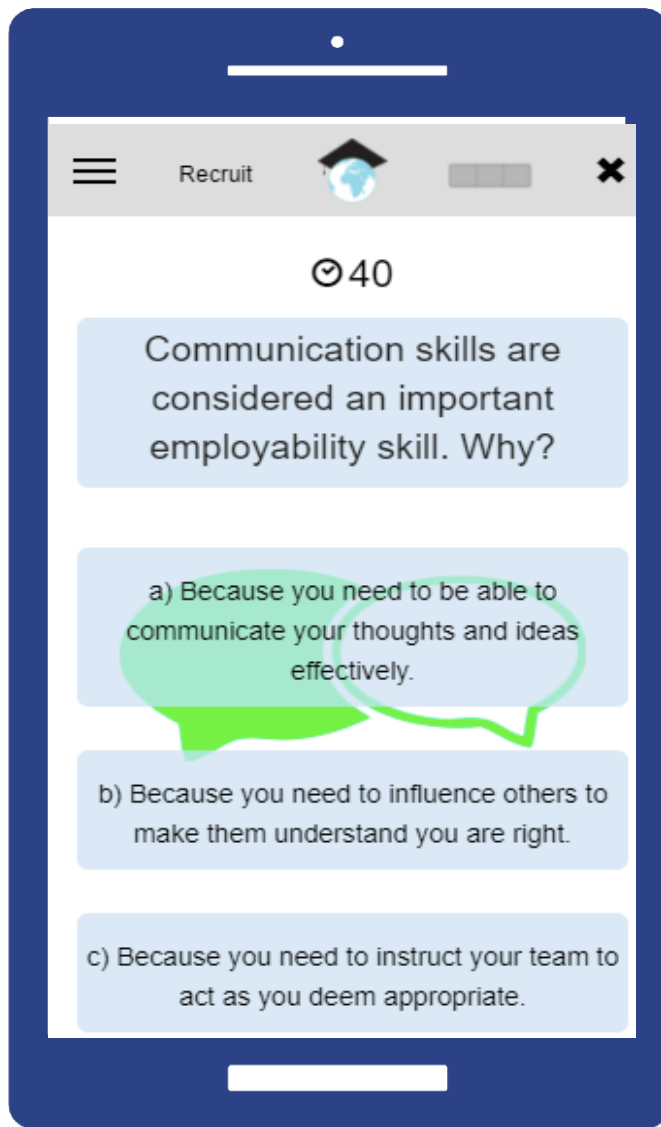 Recruit
40
Communication skills are
considered an important
employability skill. Why?
a) Because you need to be able to
communicate your thoughts and ideas
effectively.
b) Because you need to influence others to
make them understand you are right.
c) Because you need to instruct your team to
act as you deem appropriate.